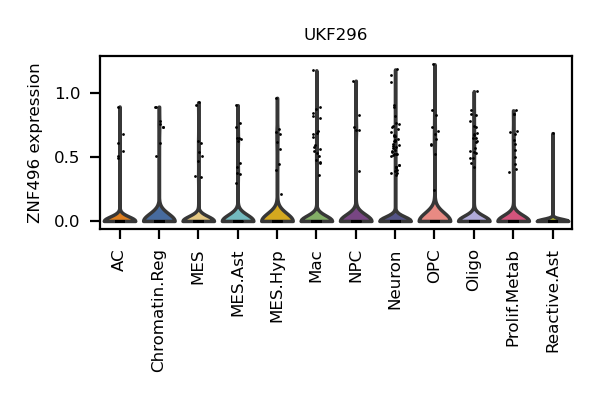 UKF296
ZNF496 expression
1.0
0.5
0.0
AC
Chromatin.Reg
MES
MES.Ast
MES.Hyp
Mac
NPC
Neuron
OPC
Oligo
Prolif.Metab
Reactive.Ast